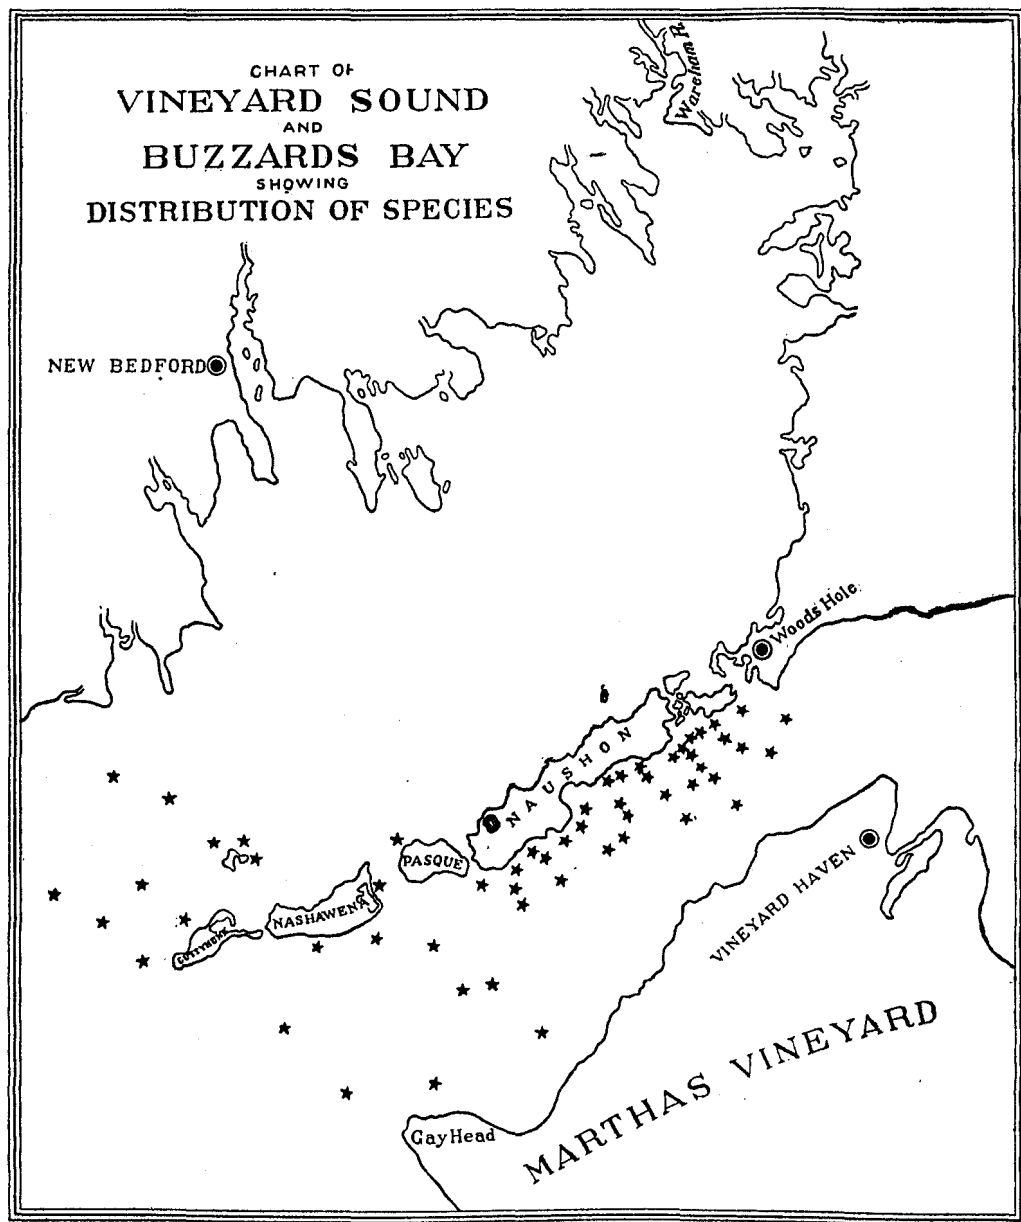 CHART OF
VINEYARD SOUND
AND
BUZZARDS BAY
SHOWING
DISTRIBUTION OF SPECIES
Wareham R.
NEW BEDFORD
Woods Hole
NAUSHON
PASQUE
NASHAWENA
CUTTYHUNK
VINEYARD HAVEN
MARTHAS VINEYARD
Gay Head